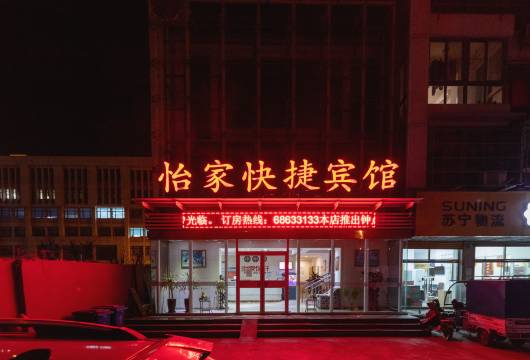 怡家快捷宾馆
光临。 订房热线:68633133本店推出钟
SUNING
苏宁物流